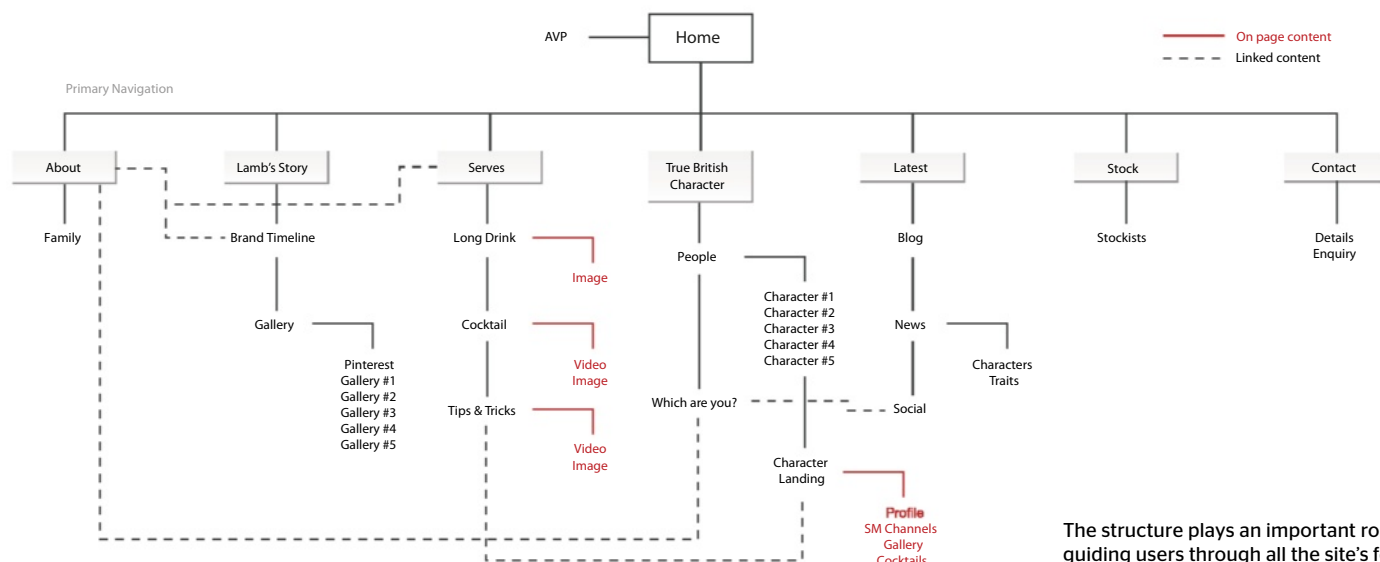 AVP
Home
On page content
Linked content
Primary Navigation
About
Lamb's Story
Serves
True British
Character
Latest
Stock
Contact
Family
Brand Timeline
Long Drink
People
Blog
Stockists
Details
Enquiry
Image
Character #1
Character #2
Character #3
Character #4
Character #5
Gallery
Cocktail
News
Pinterest
Gallery #1
Gallery #2
Gallery #3
Gallery #4
Gallery #5
Video
Image
Characters
Traits
Which are you?
Tips & Tricks
Social
Video
Image
Character
Landing
Profile
SM Channels
Gallery
Cocktails
The structure plays an important ro
guiding users through all the site's f